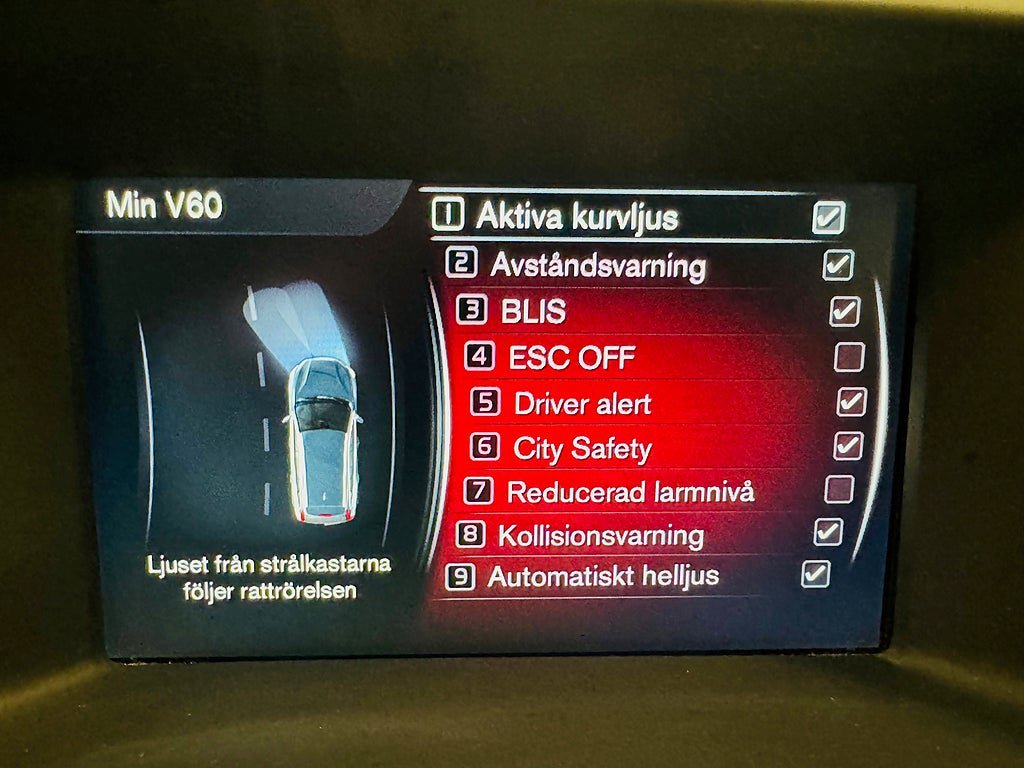 Min V60
1 Aktiva kurvljus
2 Avståndsvarning
3 BLIS
4 ESC OFF
5 Driver alert
6 City Safety
7 Reducerad larmnivå
8 Kollisionsvarning
9 Automatiskt helljus
Ljuset från strålkastarna
följer rattrörelsen